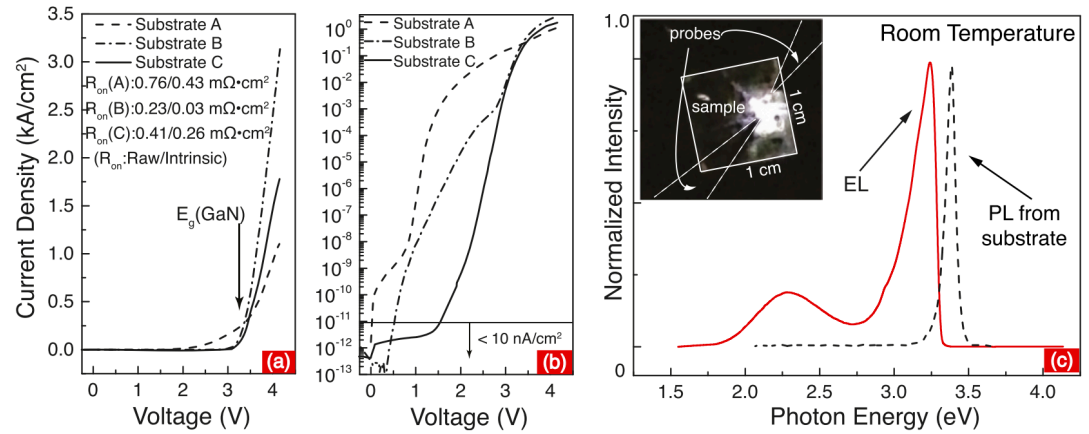 Substrate A
Substrate B
Substrate C
Ron(A):0.76/0.43 mΩ•cm²
Ron(B):0.23/0.03 mΩ•cm²
Ron(C):0.41/0.26 mΩ•cm²
(Ron:Raw/Intrinsic)
Eg(GaN)
3.5
3.0
2.5
2.0
1.5
1.0
0.5
0.0
Current Density (kA/cm²)
0
1
2
3
4
Voltage (V)
(a)
Substrate A
Substrate B
Substrate C
10⁰
10⁻¹
10⁻²
10⁻³
10⁻⁴
10⁻⁵
10⁻⁶
10⁻⁷
10⁻⁸
10⁻⁹
10⁻¹⁰
10⁻¹¹
10⁻¹²
10⁻¹³
< 10 nA/cm²
0
1
2
3
4
Voltage (V)
(b)
Room Temperature
probes
sample
1 cm
1 cm
EL
PL from
substrate
1.0
0
Normalized Intensity
1.5
2.0
2.5
3.0
3.5
4.0
Photon Energy (eV)
(c)